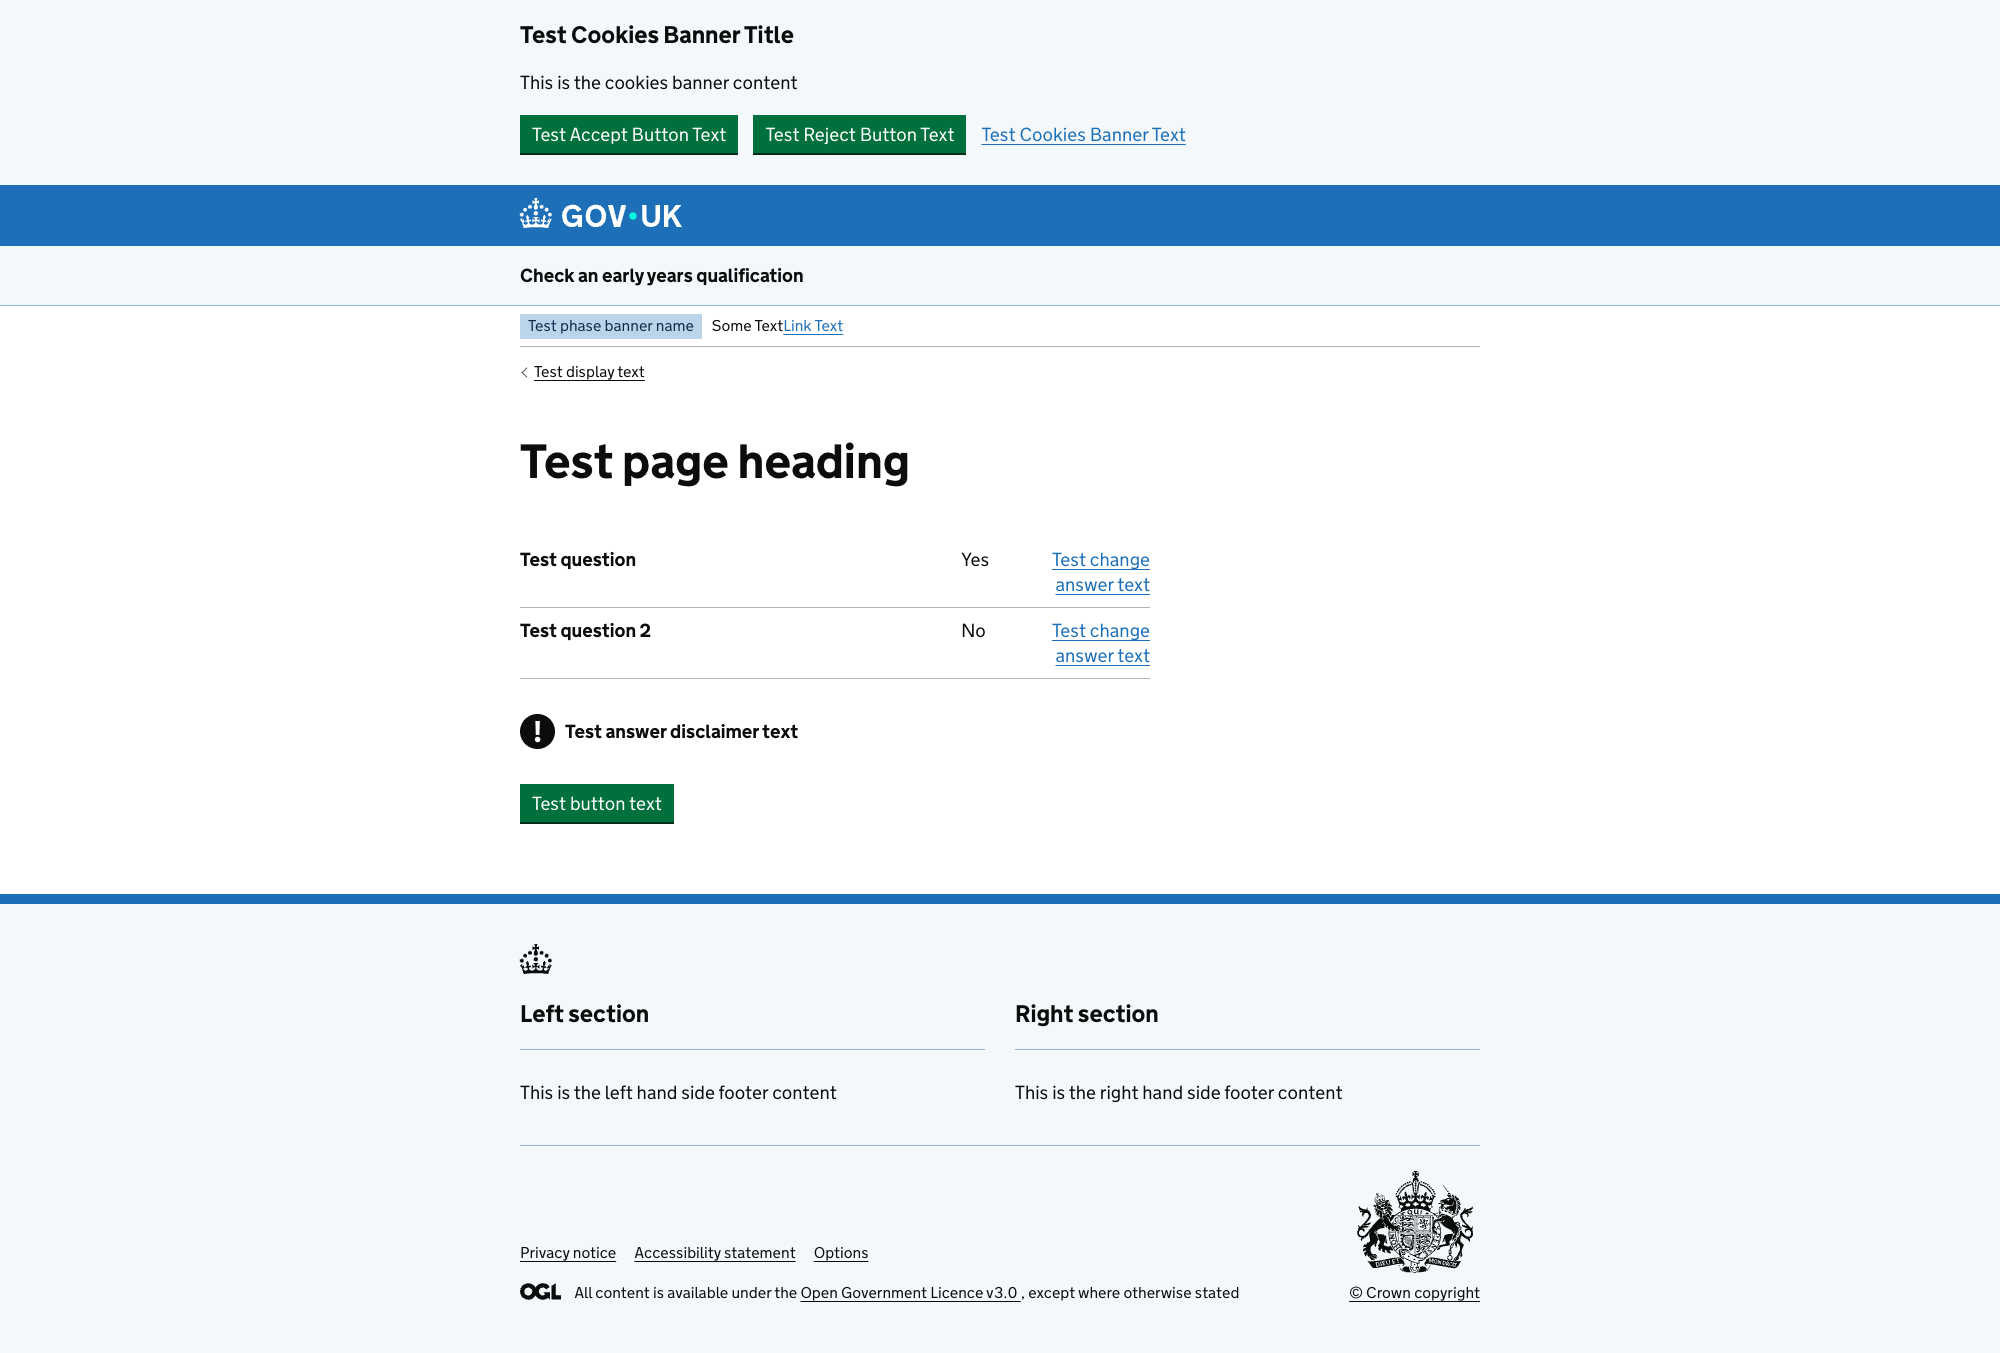 Test Cookies Banner Title
This is the cookies banner content
Test Accept Button Text Test Reject Button Text Test Cookies Banner Text
GOV·UK
Check an early years qualification
Test phase banner name Some TextLink Text
Test display text
Test page heading
Test question Yes Test change
answer text
Test question 2 No Test change
answer text
! Test answer disclaimer text
Test button text
Left section Right section
This is the left hand side footer content This is the right hand side footer content
Privacy notice Accessibility statement Options
OGL All content is available under the Open Government Licence v3.0 , except where otherwise stated © Crown copyright